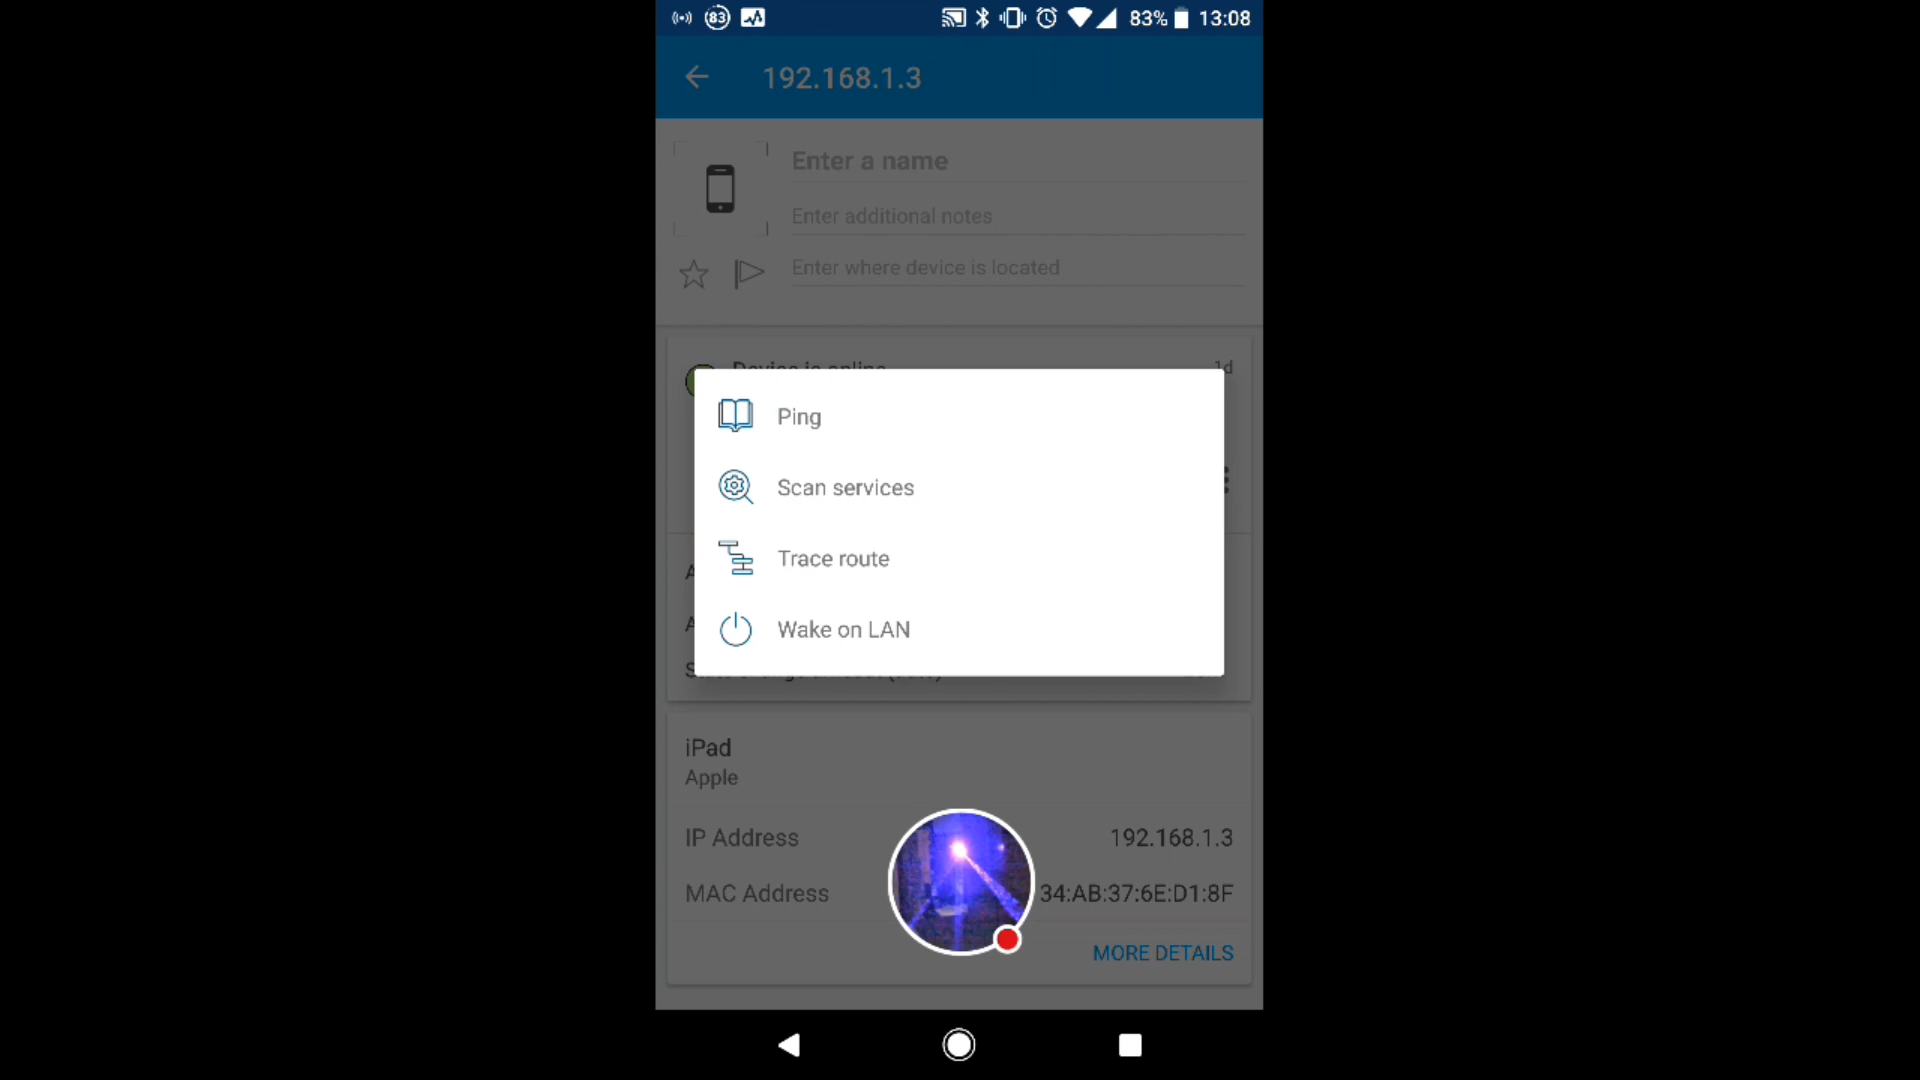 83 83% 13:08
192.168.1.3
Enter a name
Enter additional notes
Enter where device is located
Device is online 1d
Ping
Scan services
Trace route
Wake on LAN
iPad
Apple
IP Address 192.168.1.3
MAC Address 34:AB:37:6E:D1:8F
MORE DETAILS